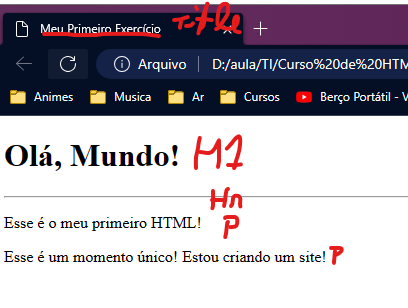 Meu Primeiro Exercício Title
Arquivo D:/aula/TI/Curso%20de%20HTM
Animes Musica Ar Cursos Berço Portátil - V
Olá, Mundo! H1
Hn
Esse é o meu primeiro HTML! P
Esse é um momento único! Estou criando um site! P